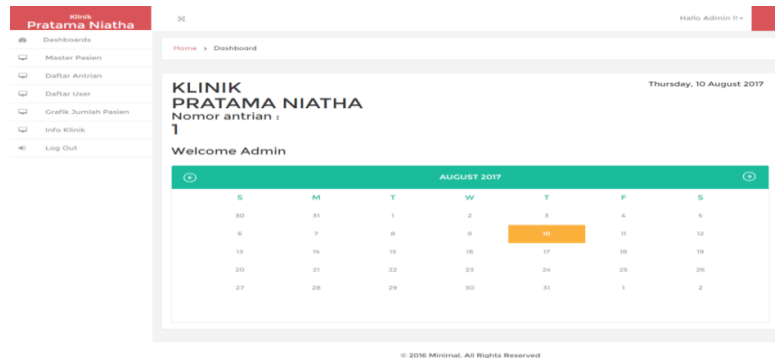 Klinik
Pratama Niatha
Hallo Admin !!
Dashboards
Master Pasien
Daftar Antrian
Daftar User
Grafik Jumlah Pasien
Info Klinik
Log Out
Home > Dashboard
Thursday, 10 August 2017
KLINIK
PRATAMA NIATHA
Nomor antrian :
1
Welcome Admin
AUGUST 2017
S M T W T F S
30 31 1 2 3 4 5
6 7 8 9 10 11 12
13 14 15 16 17 18 19
20 21 22 23 24 25 26
27 28 29 30 31 1 2
© 2016 Minimal. All Rights Reserved